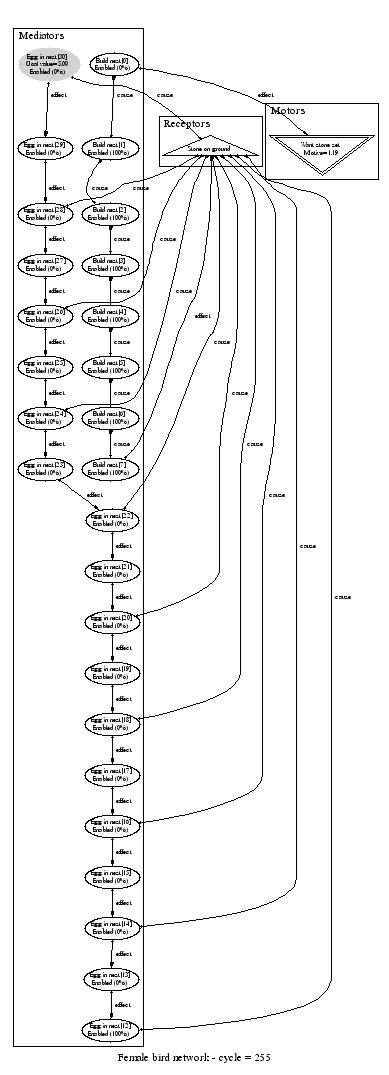 Mediators
Egg in nest [30]
Goal value=5.00
Enabled (0%)
Build nest [0]
Enabled (0%)
effect
cause
cause
effect
Receptors
Stone on ground
Motors
Want stone eat
Motive=1.19
Egg in nest [29]
Enabled (0%)
Build nest [1]
Enabled (100%)
effect
cause
cause
Egg in nest [28]
Enabled (0%)
Build nest [2]
Enabled (100%)
effect
cause
cause
Egg in nest [27]
Enabled (0%)
Build nest [3]
Enabled (100%)
effect
cause
cause
cause
Egg in nest [26]
Enabled (0%)
Build nest [4]
Enabled (100%)
effect
effect
cause
cause
Egg in nest [25]
Enabled (0%)
Build nest [5]
Enabled (100%)
effect
cause
cause
Egg in nest [24]
Enabled (0%)
Build nest [6]
Enabled (100%)
effect
cause
cause
Egg in nest [23]
Enabled (0%)
Build nest [7]
Enabled (100%)
effect
cause
Egg in nest [22]
Enabled (0%)
effect
cause
Egg in nest [21]
Enabled (0%)
effect
cause
Egg in nest [20]
Enabled (0%)
effect
Egg in nest [19]
Enabled (0%)
effect
Egg in nest [18]
Enabled (0%)
effect
Egg in nest [17]
Enabled (0%)
effect
Egg in nest [16]
Enabled (0%)
effect
Egg in nest [15]
Enabled (0%)
effect
Egg in nest [14]
Enabled (0%)
effect
Egg in nest [13]
Enabled (0%)
effect
Egg in nest [12]
Enabled (100%)
Female bird network - cycle = 255